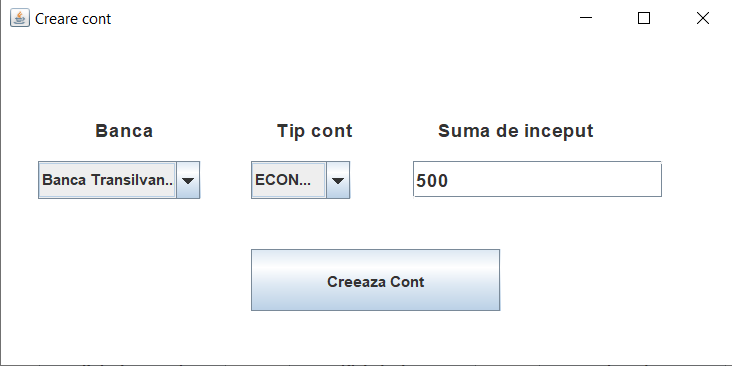 Creare cont
Banca Tip cont Suma de inceput
Banca Transilvan.. ECON... 500
Creeaza Cont